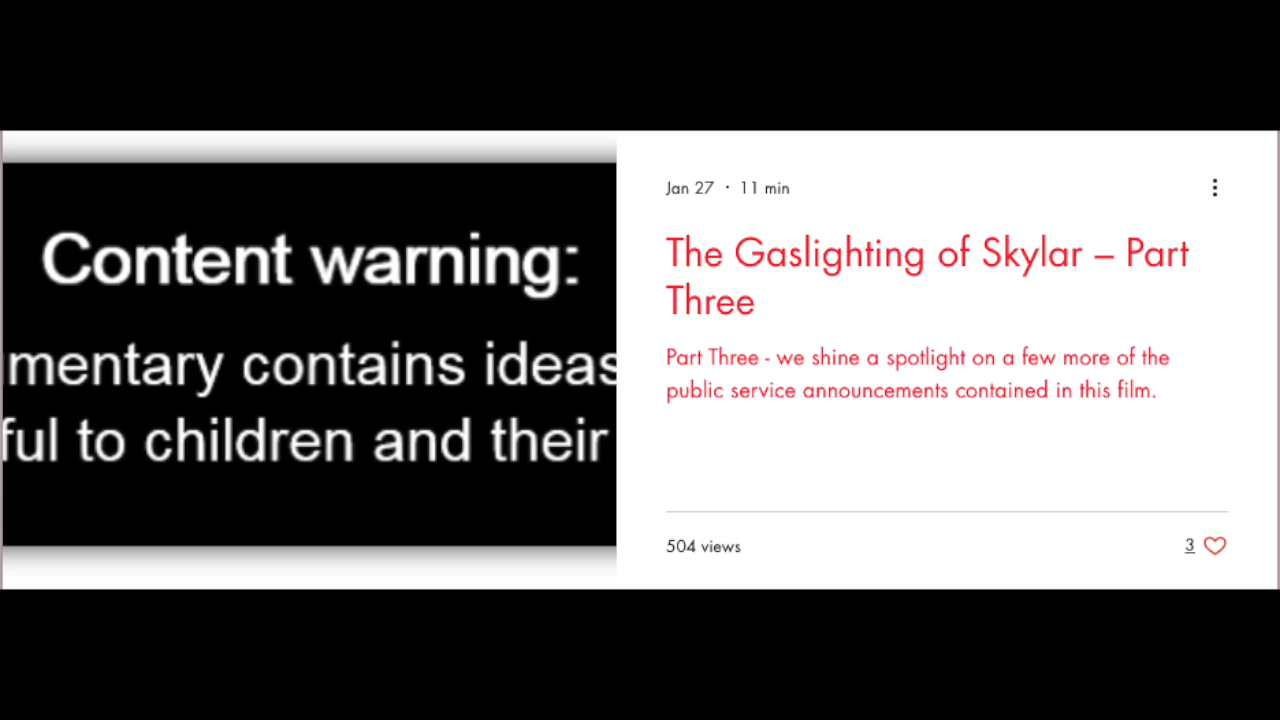 Content warning:
mentary contains ideas
ful to children and their
Jan 27 · 11 min
The Gaslighting of Skylar – Part
Three
Part Three - we shine a spotlight on a few more of the
public service announcements contained in this film.
504 views
3